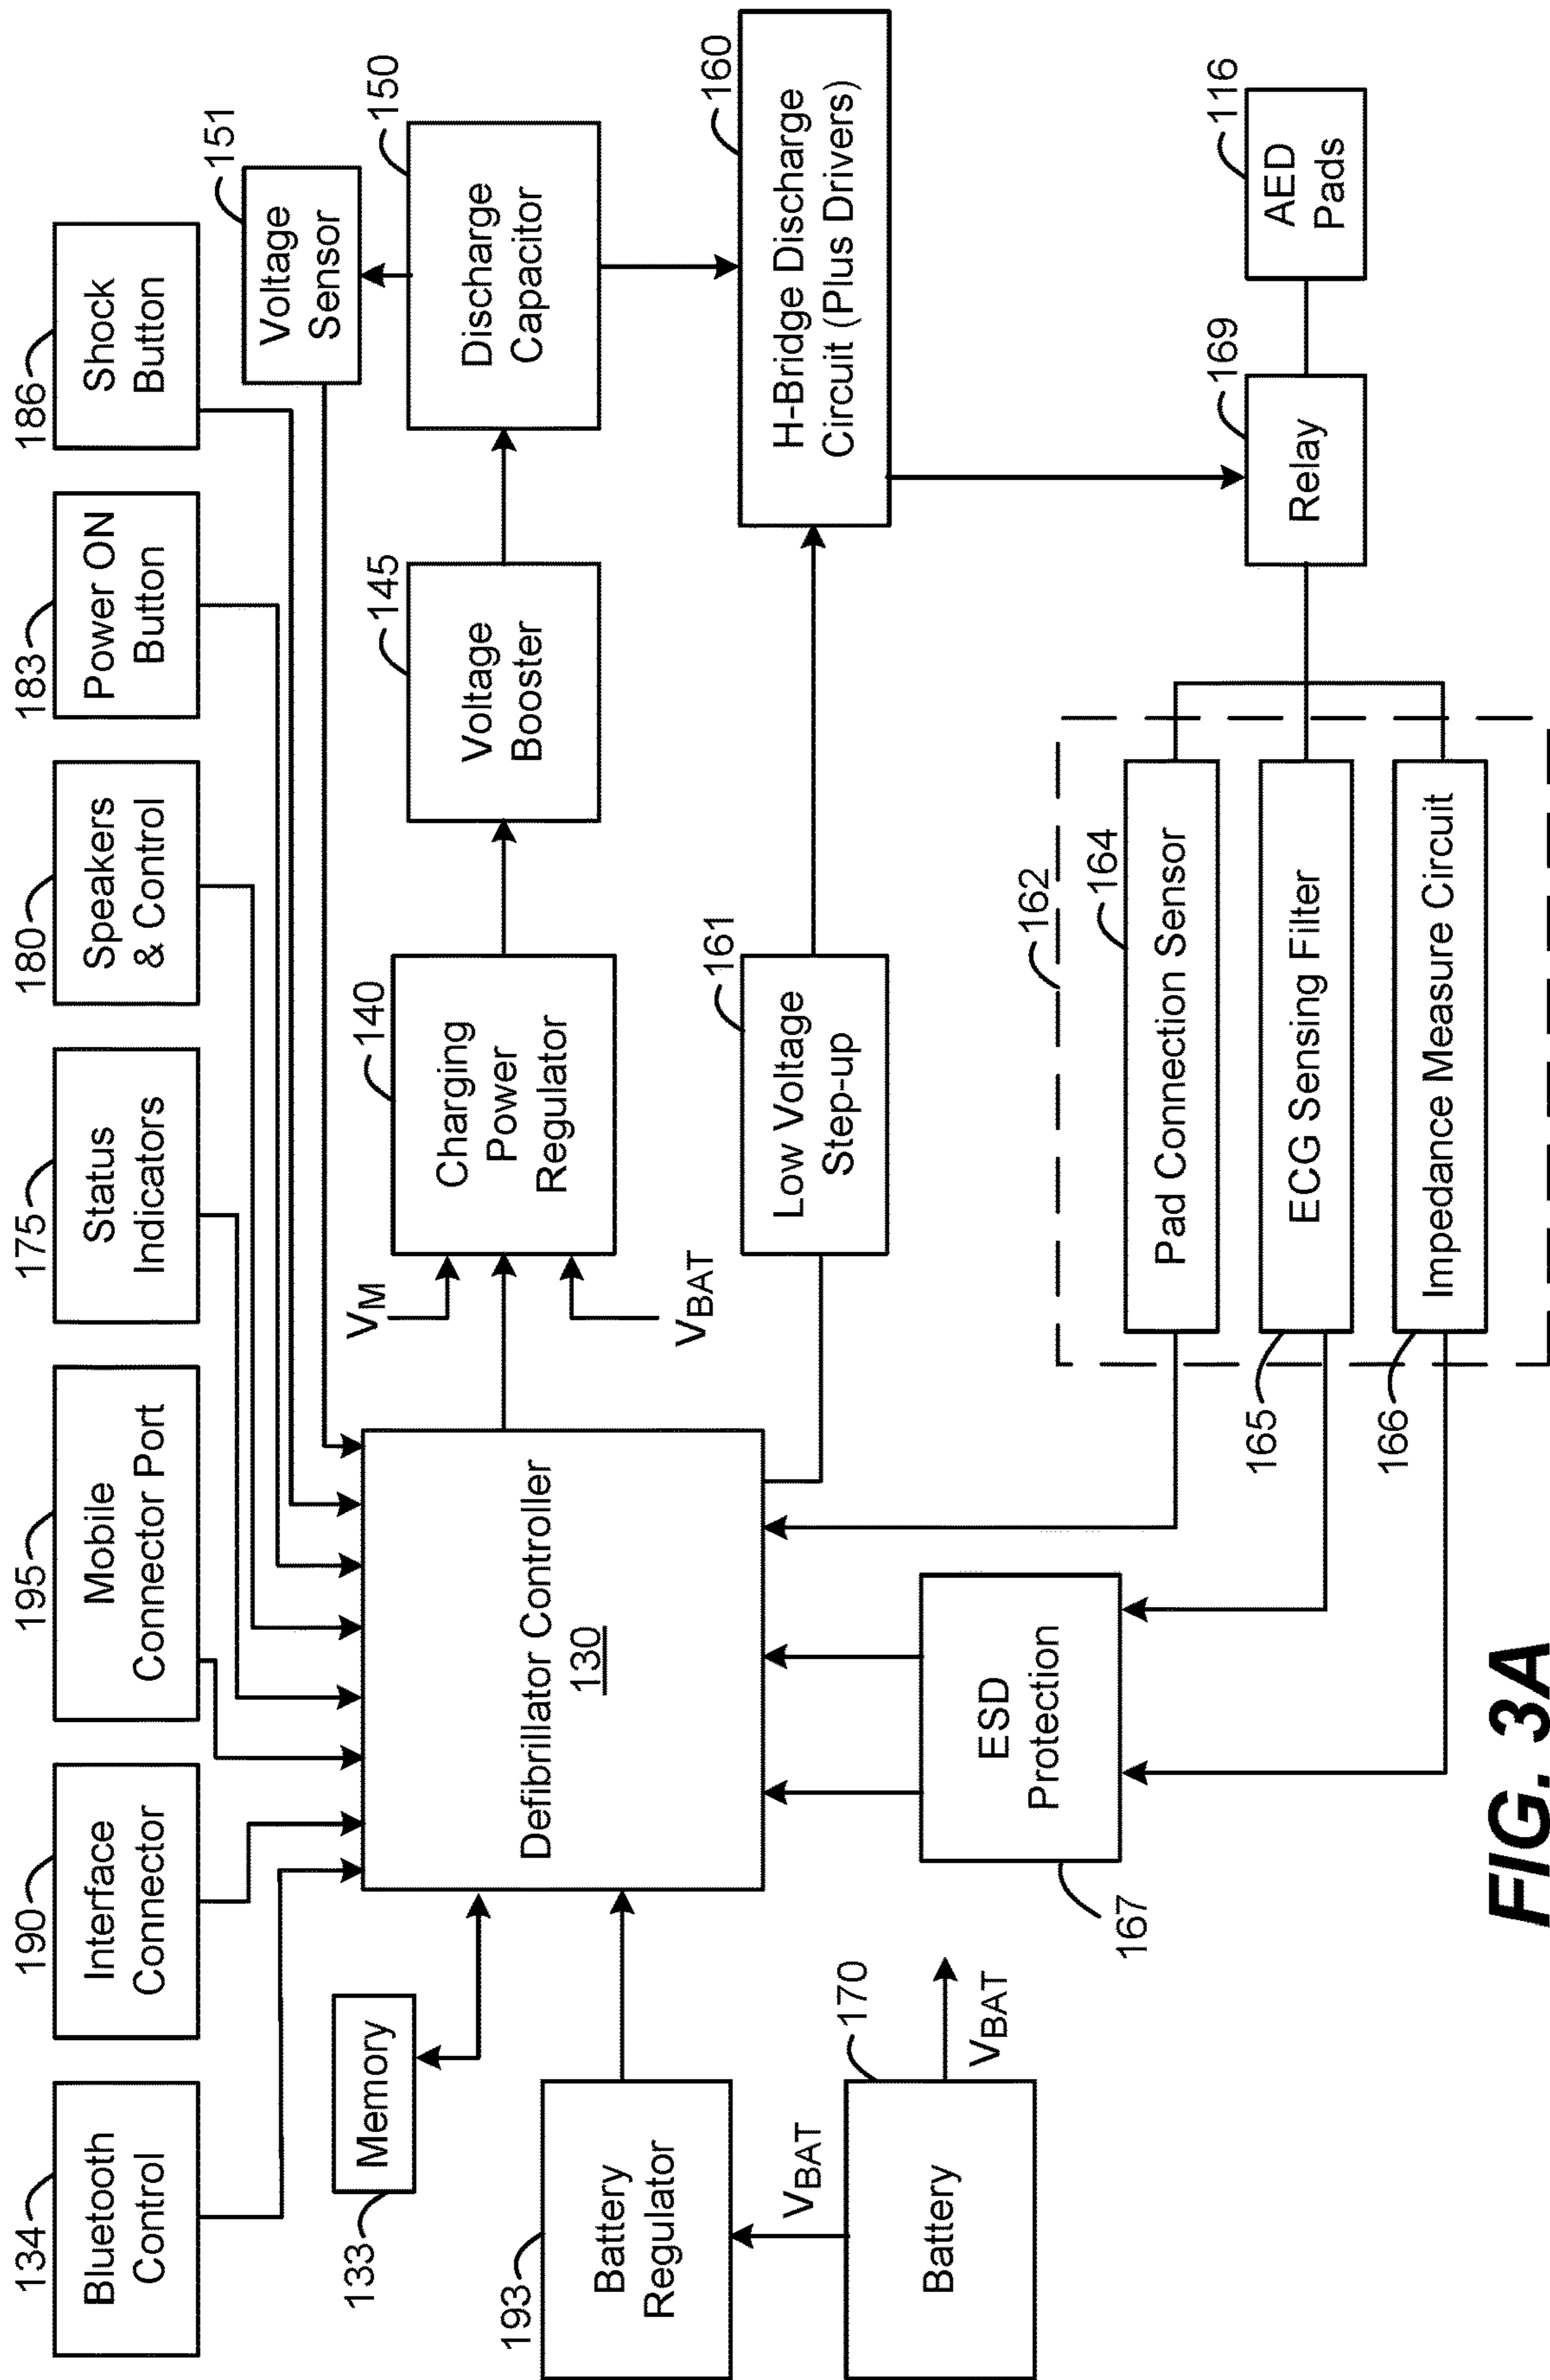 134
Bluetooth
Control
190
Interface
Connector
195
Mobile
Connector Port
175
Status
Indicators
180
Speakers
& Control
183
Power ON
Button
186
Shock
Button
151
Voltage
Sensor
133
Memory
Defibrillator Controller
130
V_M
V_BAT
140
Charging
Power
Regulator
145
Voltage
Booster
150
Discharge
Capacitor
193
Battery
Regulator
V_BAT
170
Battery
V_BAT
161
Low Voltage
Step-up
160
H-Bridge Discharge
Circuit (Plus Drivers)
167
ESD
Protection
162
164
Pad Connection Sensor
165
ECG Sensing Filter
166
Impedance Measure Circuit
169
Relay
116
AED
Pads
FIG. 3A